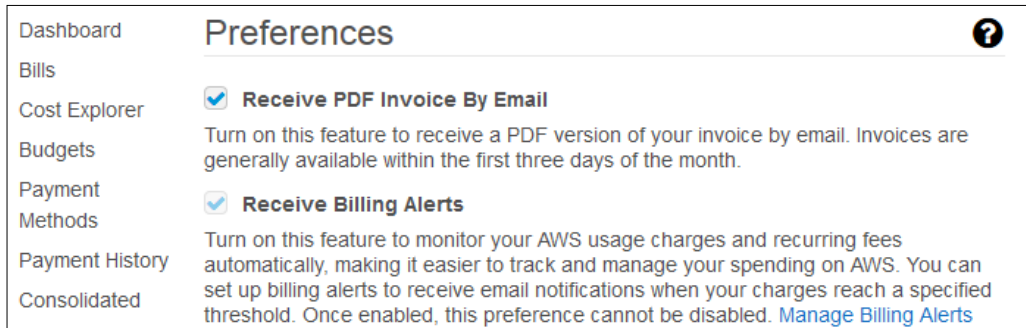 Dashboard
Bills
Cost Explorer
Budgets
Payment
Methods
Payment History
Consolidated
Preferences
?
Receive PDF Invoice By Email
Turn on this feature to receive a PDF version of your invoice by email. Invoices are
generally available within the first three days of the month.
Receive Billing Alerts
Turn on this feature to monitor your AWS usage charges and recurring fees
automatically, making it easier to track and manage your spending on AWS. You can
set up billing alerts to receive email notifications when your charges reach a specified
threshold. Once enabled, this preference cannot be disabled. Manage Billing Alerts